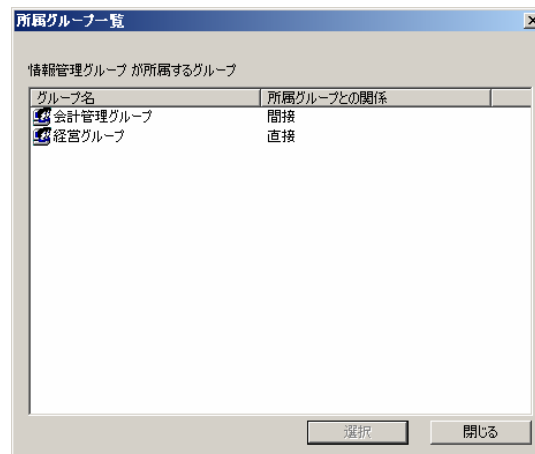 所属グループ一覧
情報管理グループ が所属するグループ
グループ名 所属グループとの関係
会計管理グループ 間接
経営グループ 直接
選択 閉じる